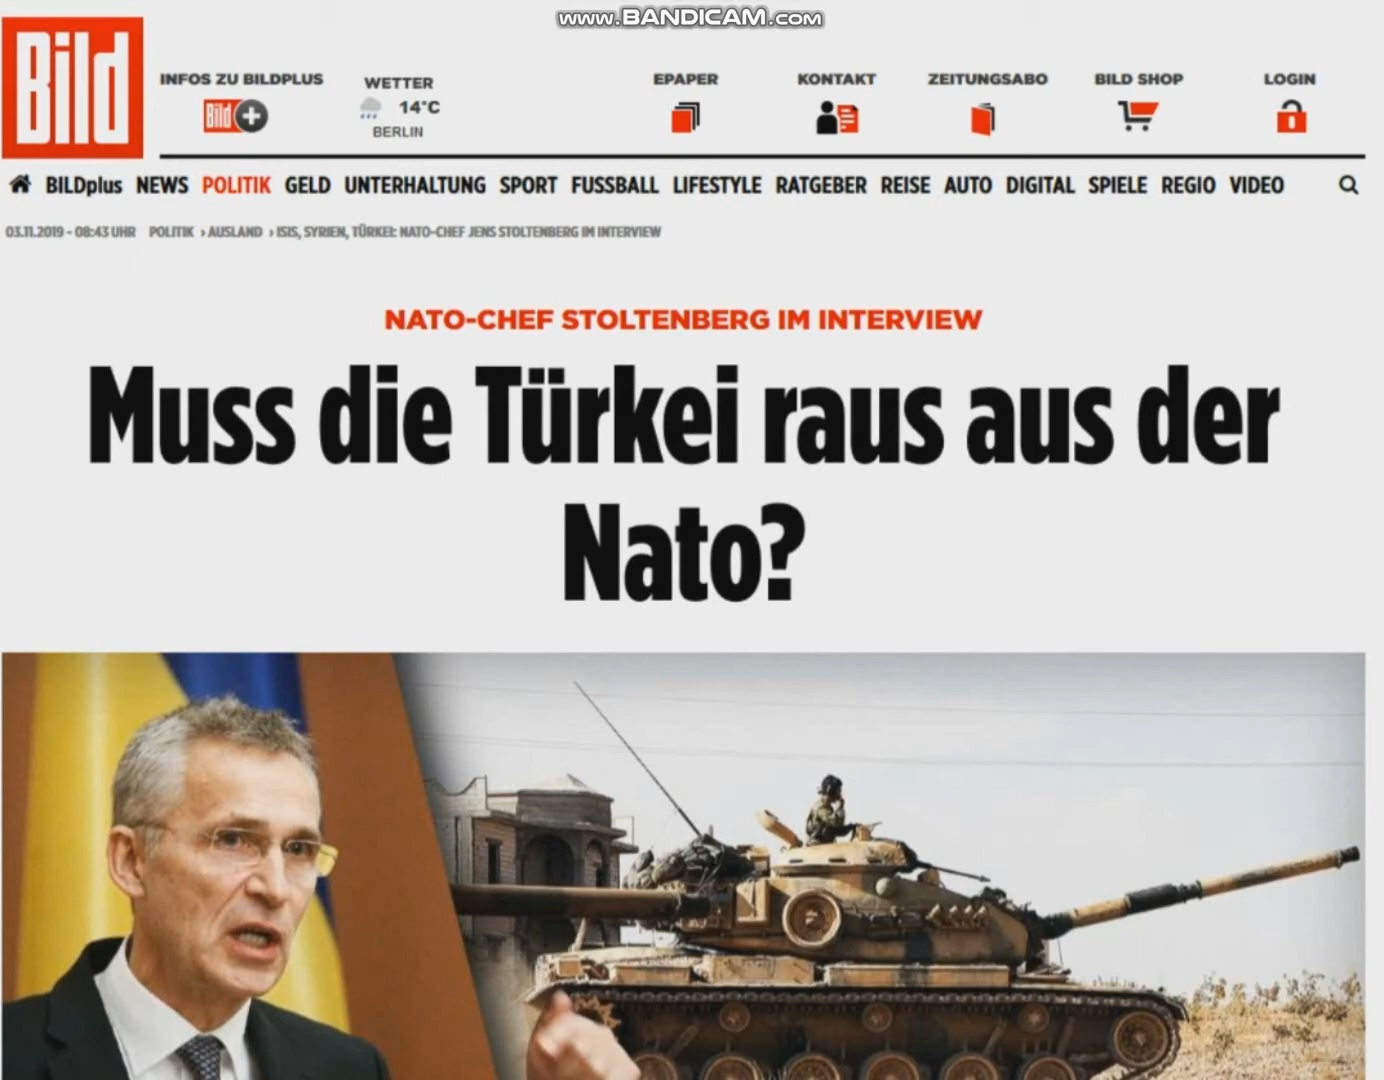 www.BANDICAM.com
Bild
INFOS ZU BILDPLUS
Bild+
WETTER
14°C
BERLIN
EPAPER
KONTAKT
ZEITUNGSABO
BILD SHOP
LOGIN
BILDplus NEWS POLITIK GELD UNTERHALTUNG SPORT FUSSBALL LIFESTYLE RATGEBER REISE AUTO DIGITAL SPIELE REGIO VIDEO
03.11.2019 - 08:43 UHR POLITIK › AUSLAND › ISIS, SYRIEN, TÜRKEI: NATO-CHEF JENS STOLTENBERG IM INTERVIEW
NATO-CHEF STOLTENBERG IM INTERVIEW
Muss die Türkei raus aus der
Nato?